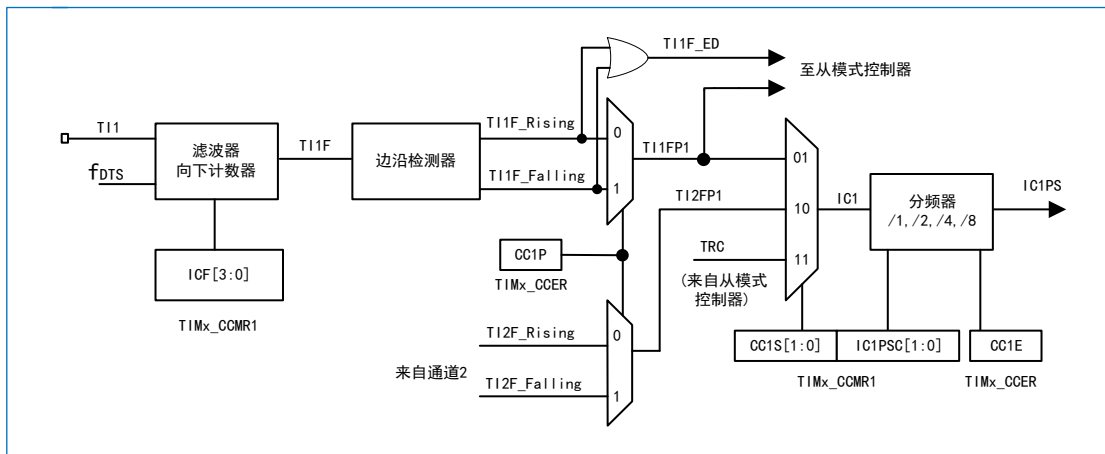 TI1F_ED
至从模式控制器
TI1
fDTS
滤波器
向下计数器
TI1F
边沿检测器
TI1F_Rising
TI1F_Falling
0
1
TI1FP1
TI2FP1
TRC
(来自从模式
控制器)
01
10
11
IC1
分频器
/1,/2,/4,/8
IC1PS
ICF[3:0]
TIMx_CCMR1
CC1P
TIMx_CCER
TI2F_Rising
TI2F_Falling
来自通道2
0
1
CC1S[1:0]
IC1PSC[1:0]
CC1E
TIMx_CCMR1
TIMx_CCER